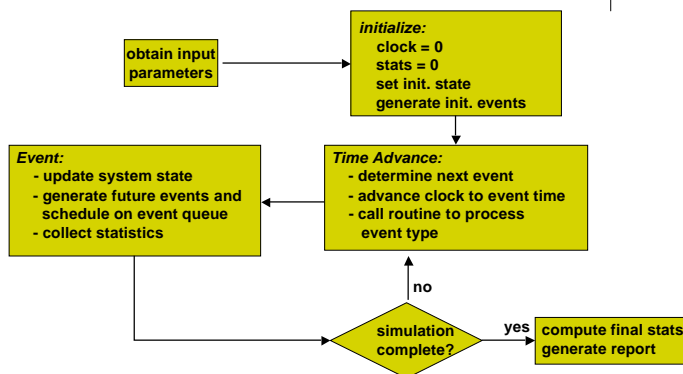 obtain input
parameters
initialize:
clock = 0
stats = 0
set init. state
generate init. events
Event:
- update system state
- generate future events and
schedule on event queue
- collect statistics
Time Advance:
- determine next event
- advance clock to event time
- call routine to process
event type
no
simulation
complete?
yes
compute final stats
generate report